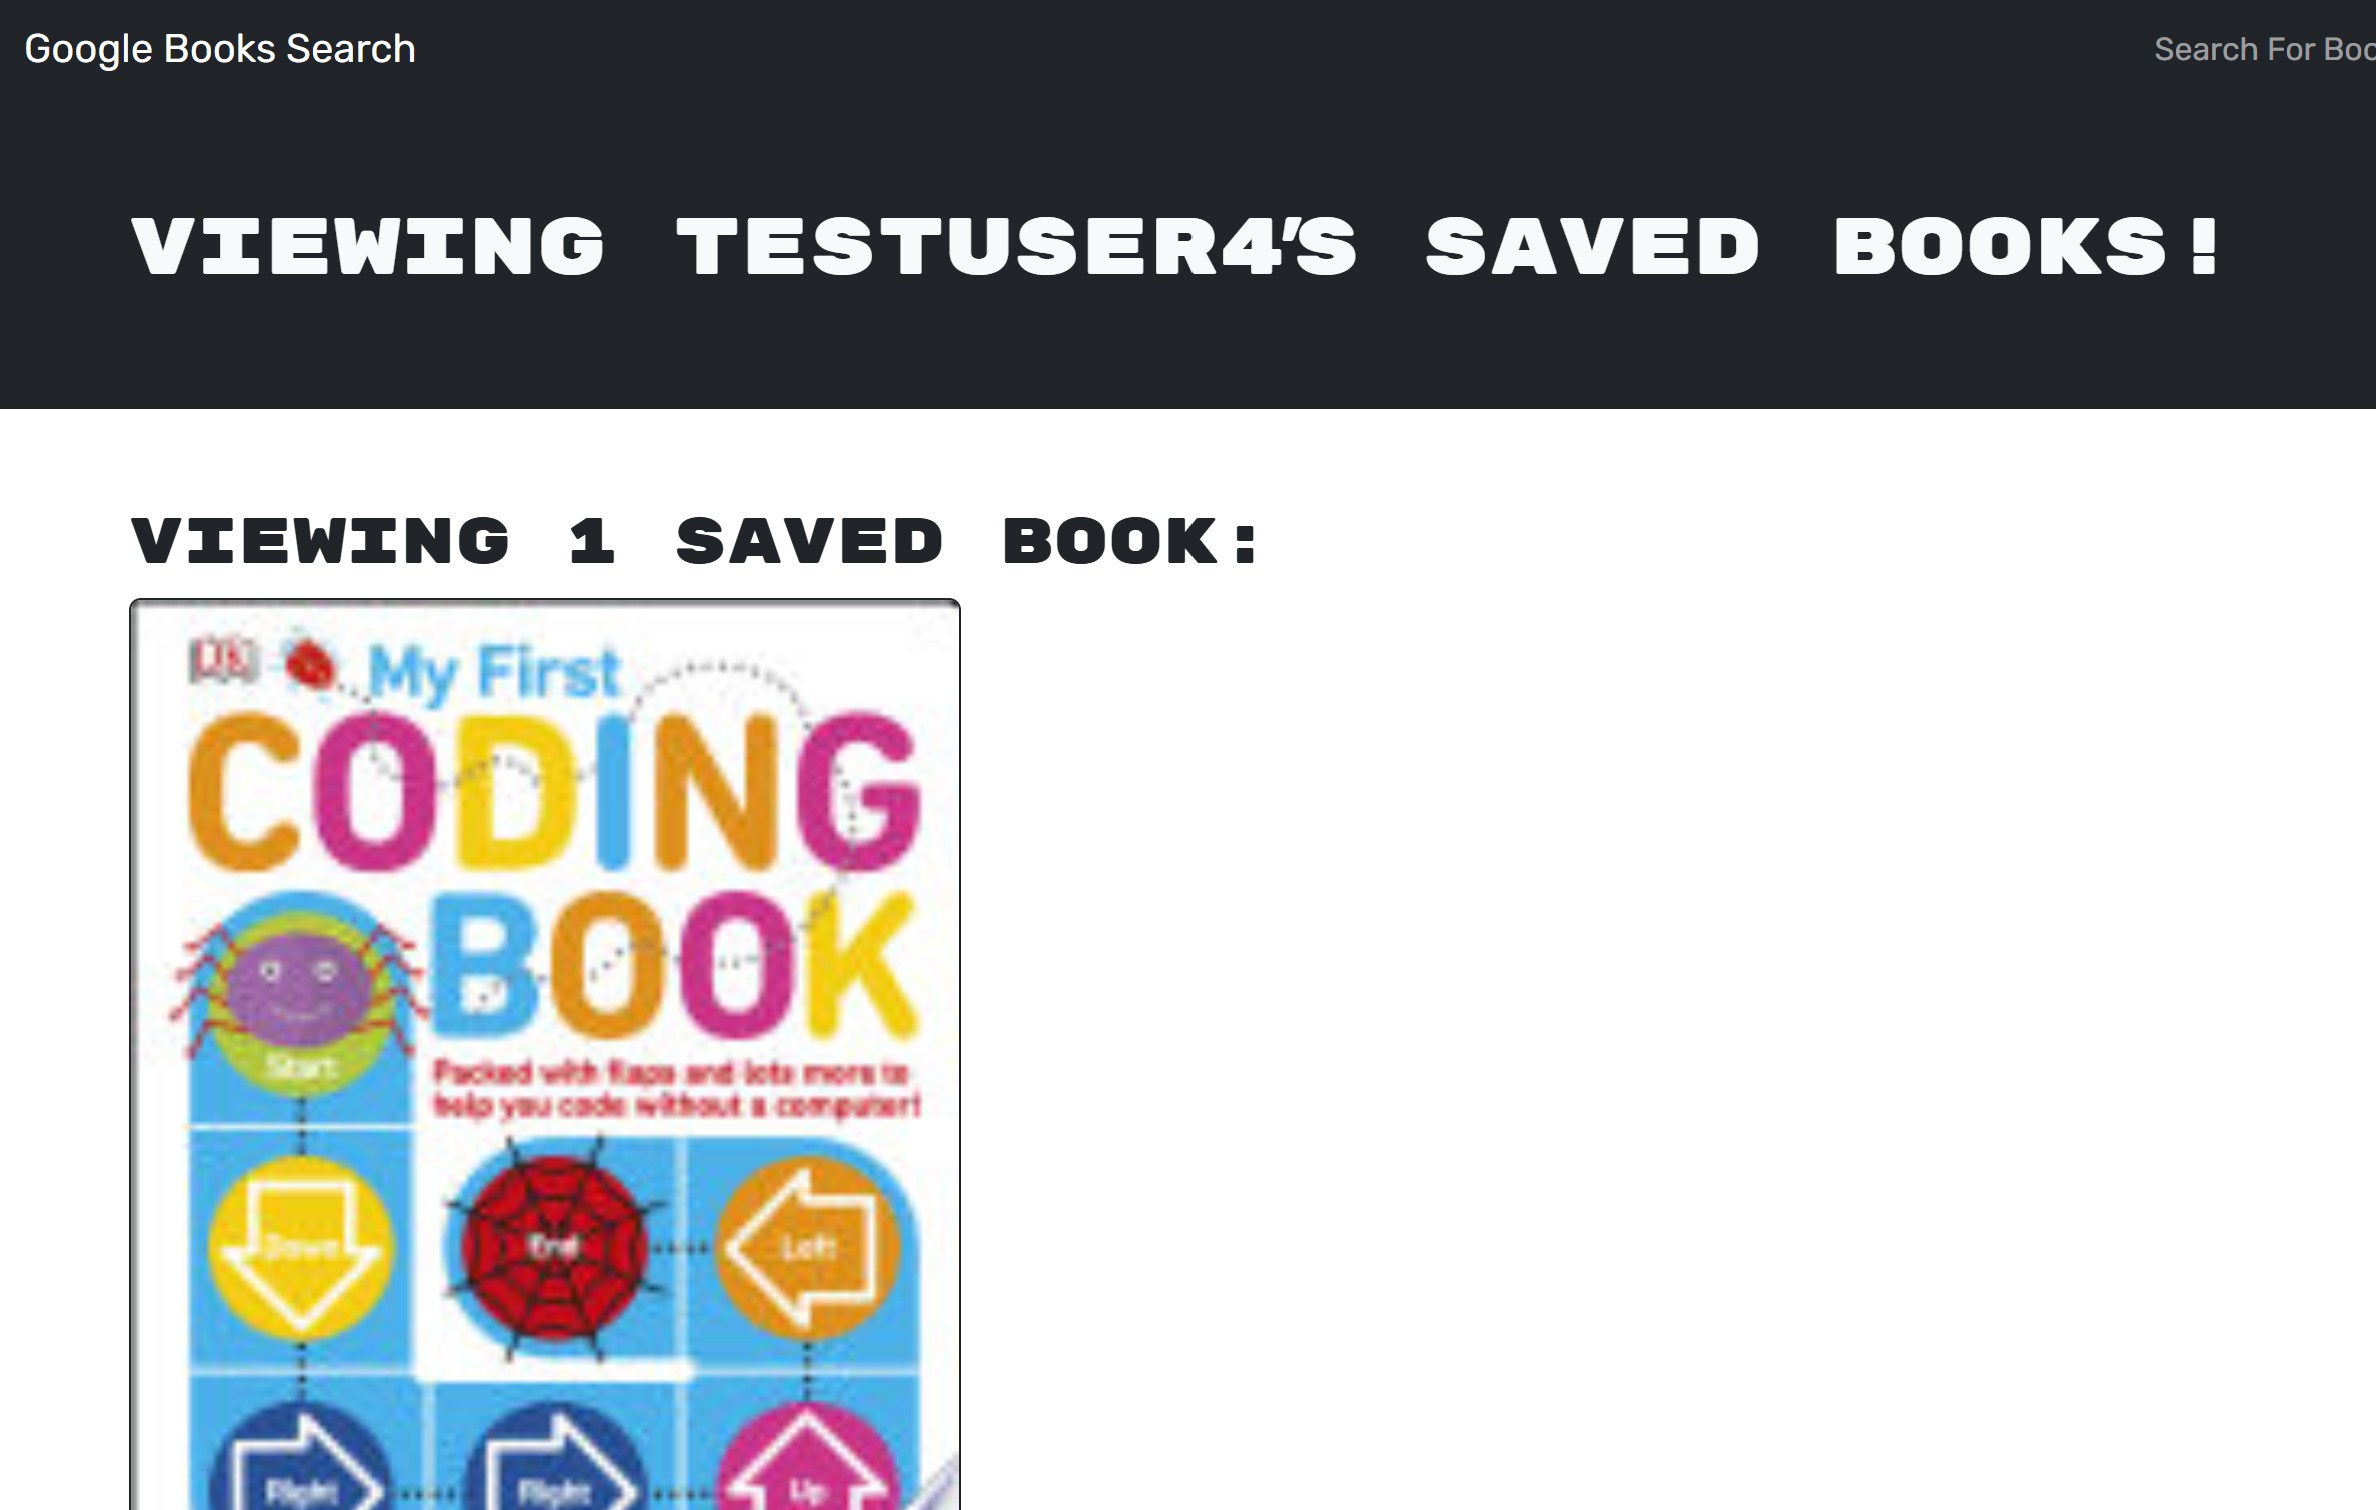 Google Books Search
Search For Boo
VIEWING TESTUSER4'S SAVED BOOKS!
VIEWING 1 SAVED BOOK:
DK
My First
CODING
BOOK
Start
Packed with flaps and lots more to
help you code without a computer!
Down
End
Left
Right
Right
Up